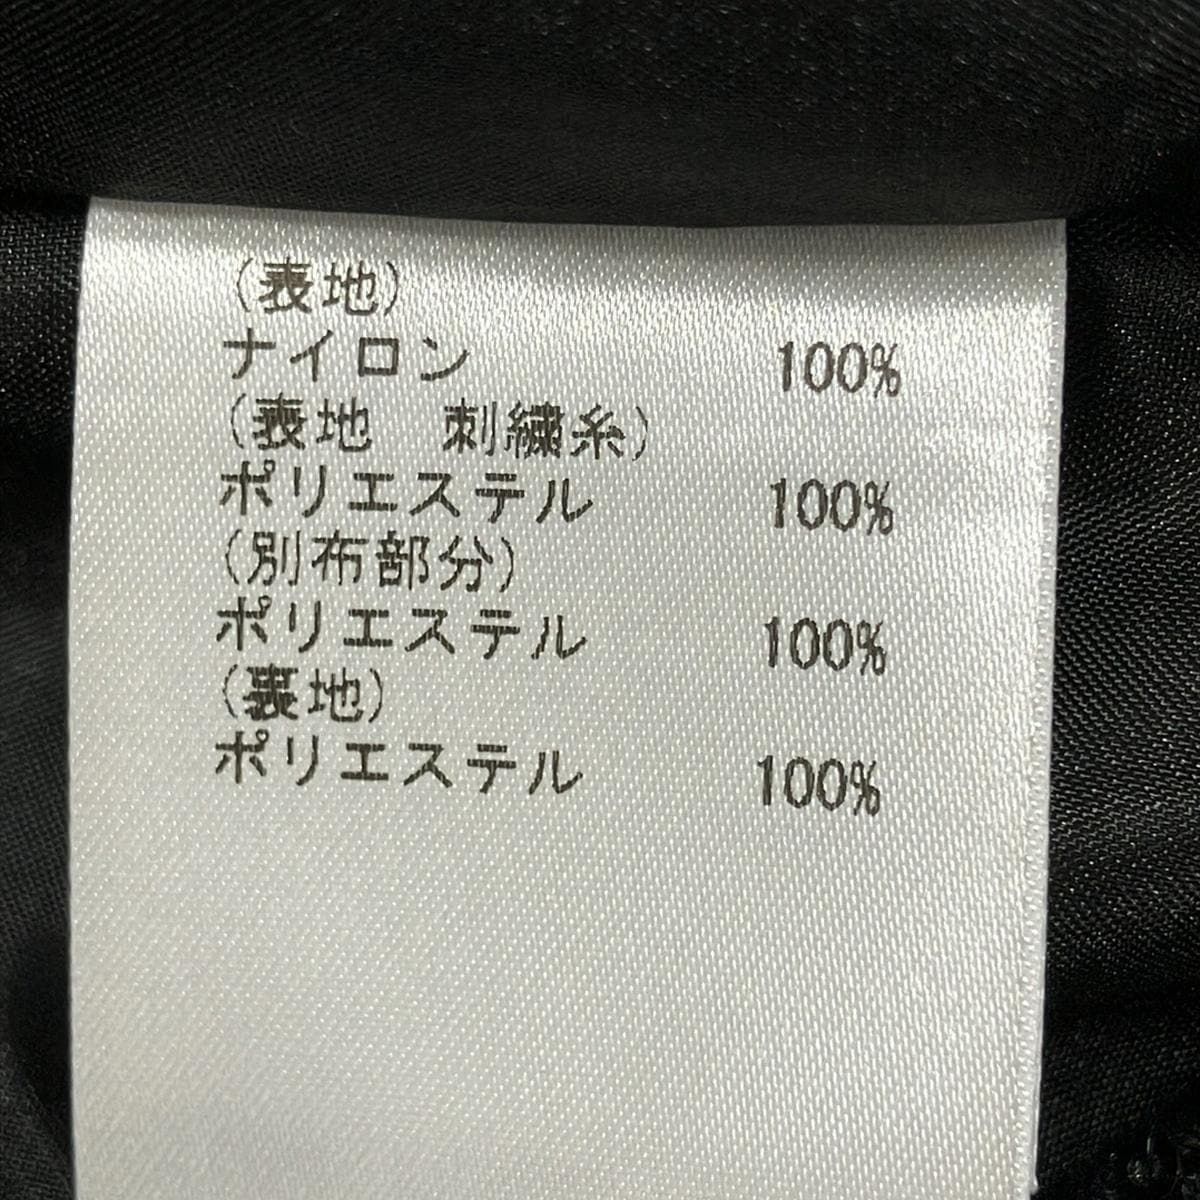 (表地)
ナイロン 100%
(表地 刺繍糸)
ポリエステル 100%
(別布部分)
ポリエステル 100%
(裏地)
ポリエステル 100%